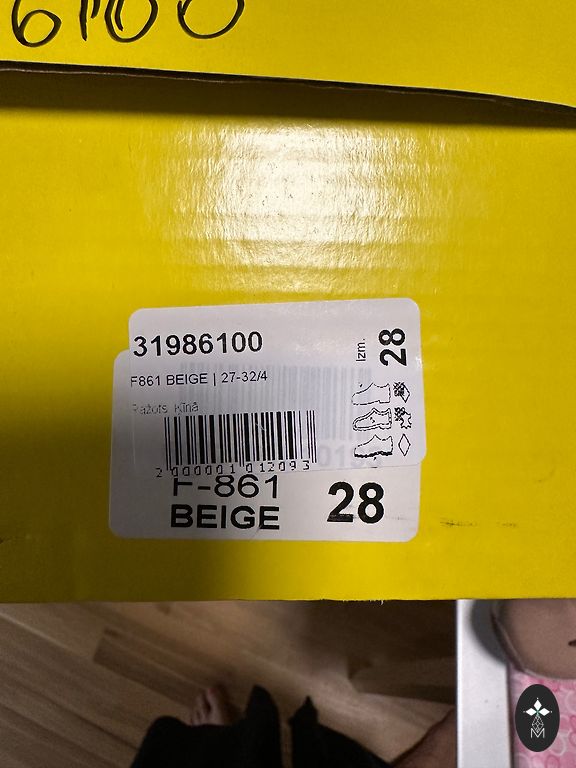 6100
31986100
Izm. 28
F861 BEIGE | 27-32/4
Ražots Ķīnā
2 000001 012093
F-861
BEIGE
28
M